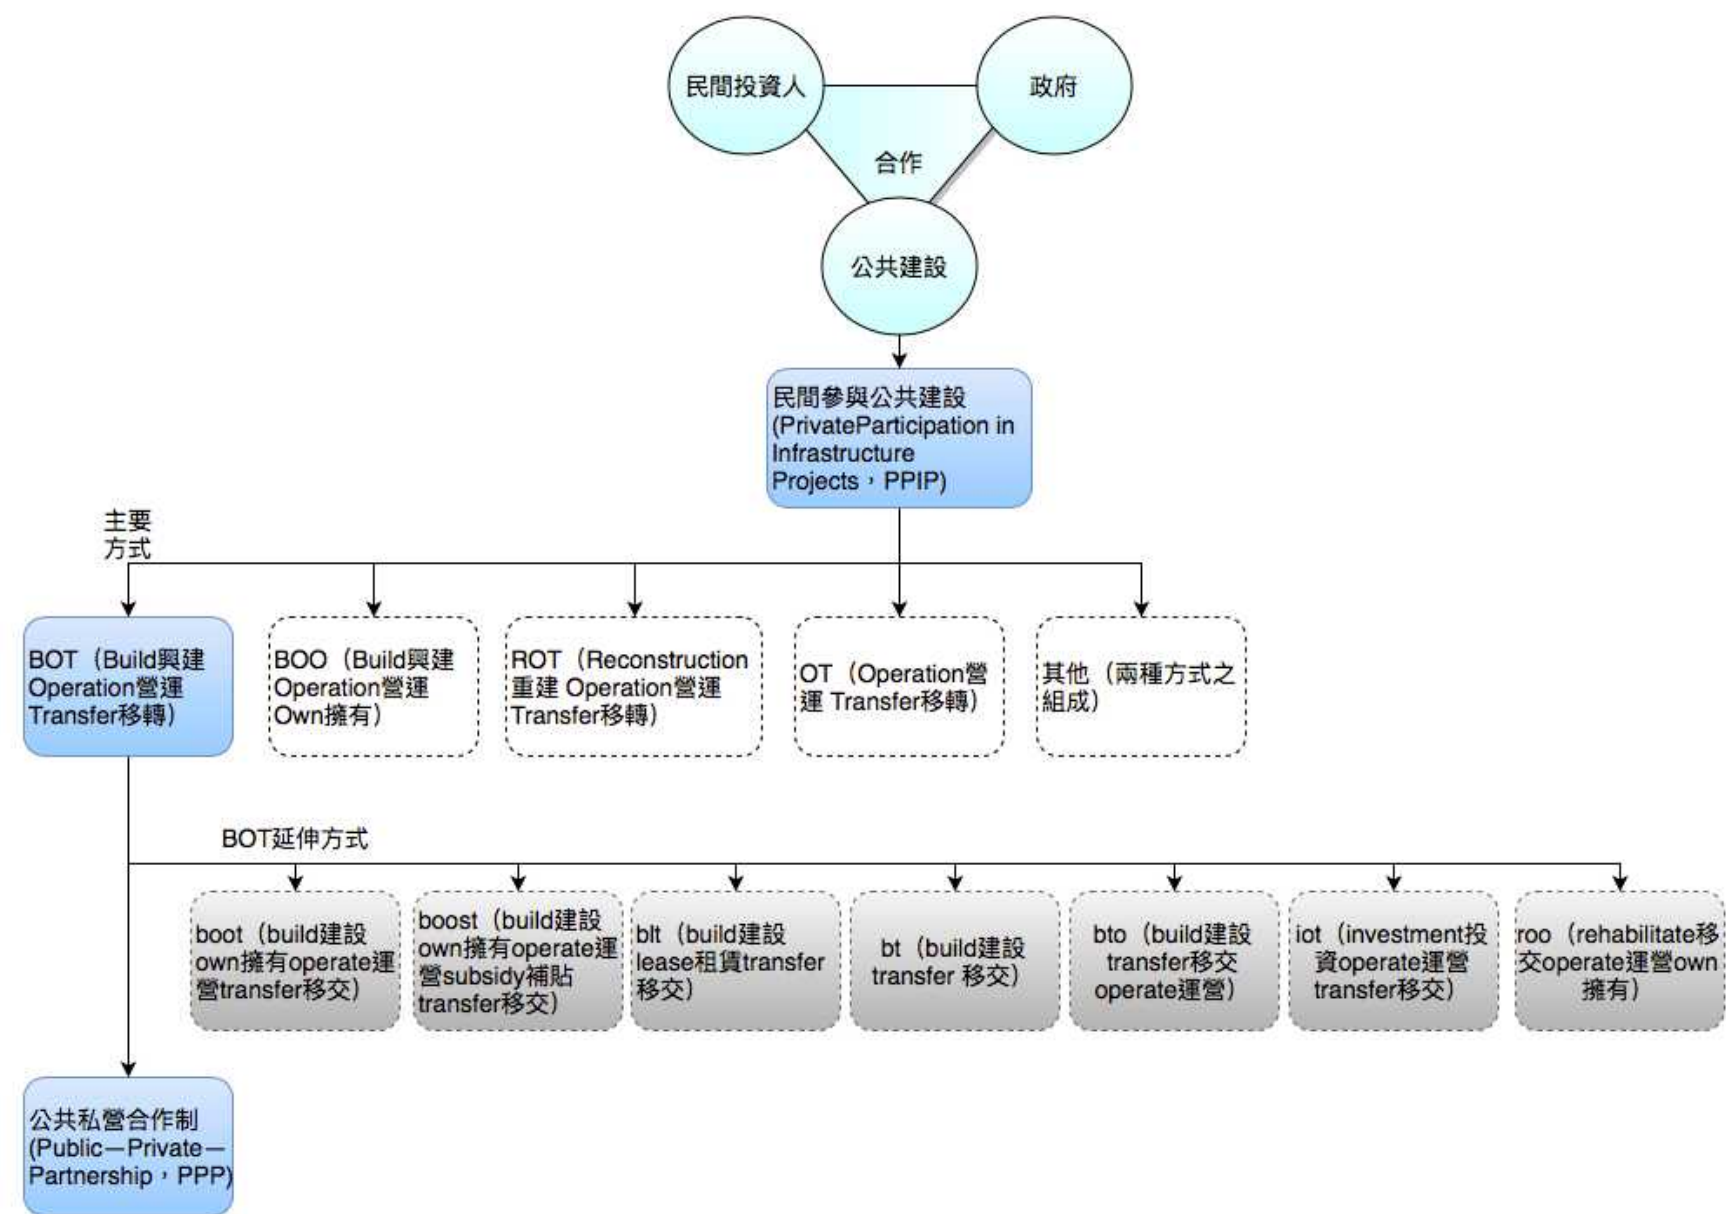 民間投資人
政府
合作
公共建設
民間參與公共建設
(PrivateParticipation in
Infrastructure
Projects，PPIP)
主要
方式
BOT（Build興建
Operation營運
Transfer移轉）
BOO（Build興建
Operation營運
Own擁有）
ROT（Reconstruction
重建 Operation營運
Transfer移轉）
OT（Operation營
運 Transfer移轉）
其他（兩種方式之
組成）
BOT延伸方式
boot（build建設
own擁有operate運
營transfer移交）
boost（build建設
own擁有operate運
營subsidy補貼
transfer移交）
blt（build建設
lease租賃transfer
移交）
bt（build建設
transfer 移交）
bto（build建設
transfer移交
operate運營）
iot（investment投
資operate運營
transfer移交）
roo（rehabilitate移
交operate運營own
擁有）
公共私營合作制
(Public—Private—
Partnership，PPP)